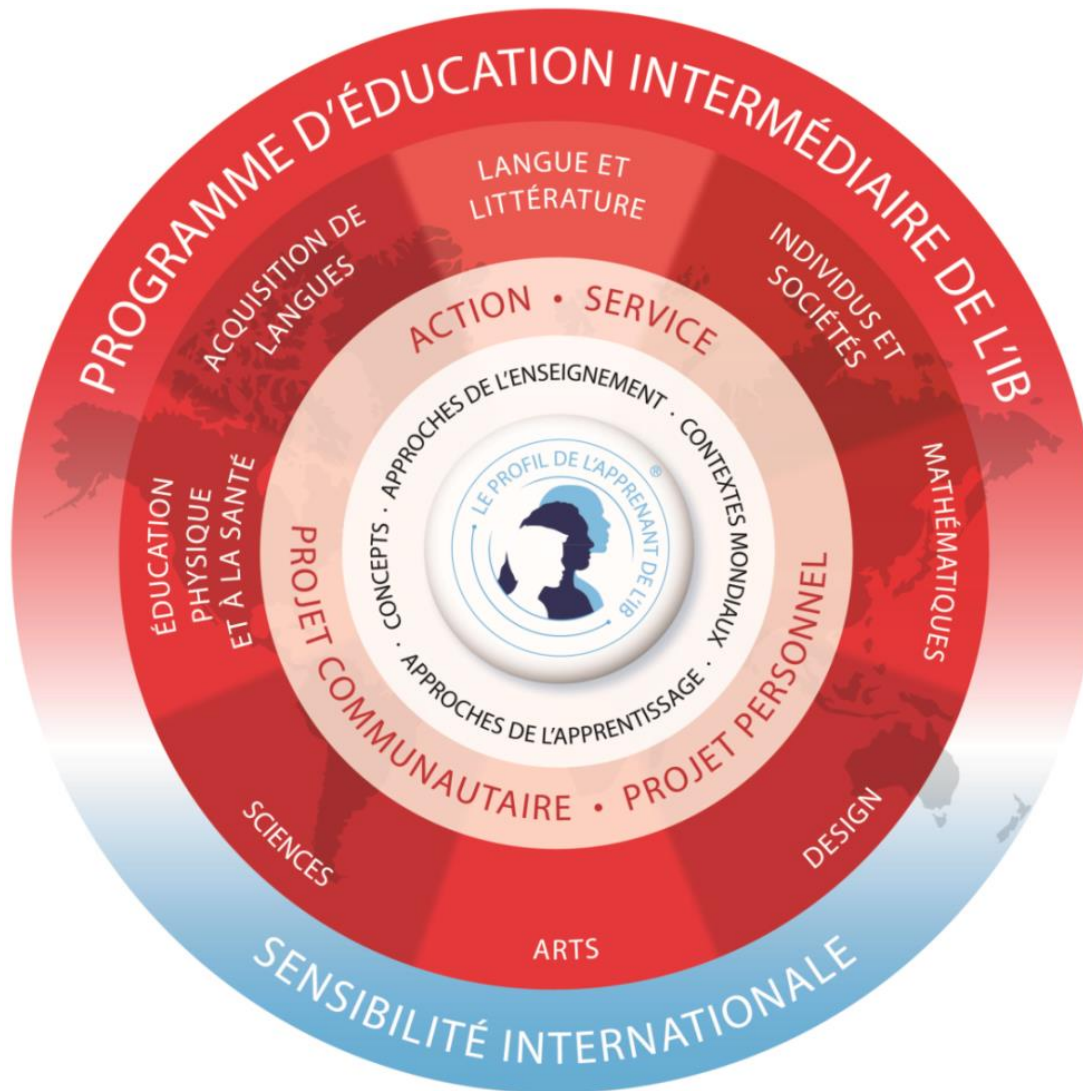 PROGRAMME D'ÉDUCATION INTERMÉDIAIRE DE L'IB
LANGUE ET
LITTÉRATURE
INDIVIDUS ET
SOCIÉTÉS
MATHÉMATIQUES
DESIGN
ARTS
SCIENCES
ÉDUCATION
PHYSIQUE
ET À LA SANTÉ
ACQUISITION DE
LANGUES
ACTION • SERVICE
PROJET COMMUNAUTAIRE • PROJET PERSONNEL
APPROCHES DE L'ENSEIGNEMENT · CONTEXTES MONDIAUX ·
APPROCHES DE L'APPRENTISSAGE · CONCEPTS ·
LE PROFIL DE L'APPRENANT DE L'IB
®
SENSIBILITÉ INTERNATIONALE